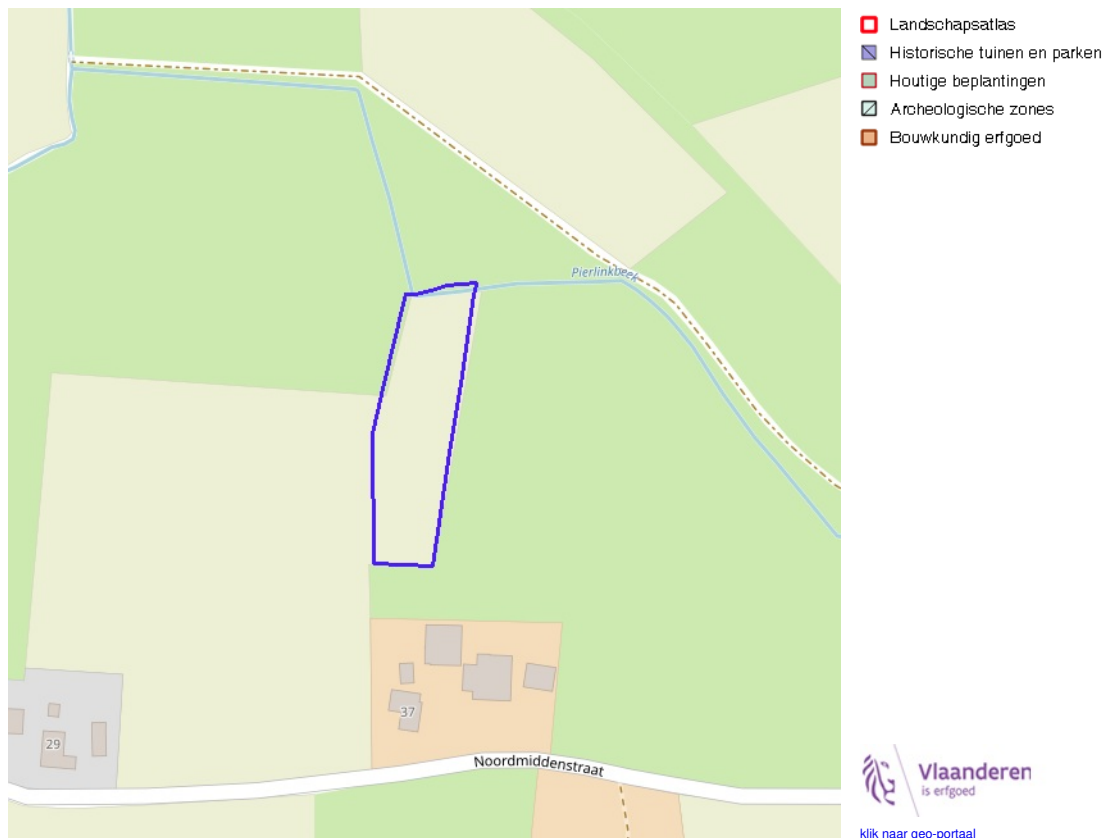 Landschapsatlas
Historische tuinen en parken
Houtige beplantingen
Archeologische zones
Bouwkundig erfgoed
Pierlinkbeek
37
29
Noordmiddenstraat
Vlaanderen
is erfgoed
klik naar geo-portaal